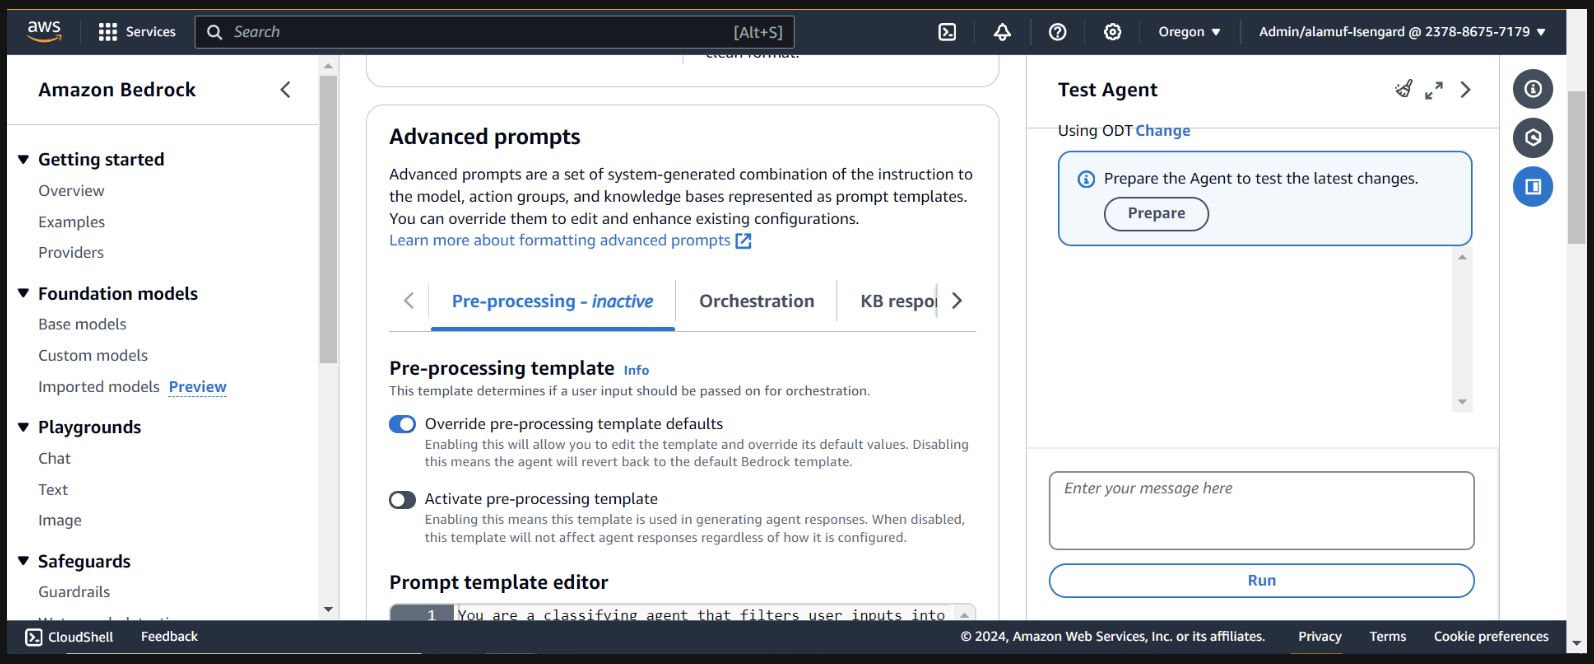 aws
Services
Search
[Alt+S]
Oregon
Admin/alamuf-Isengard @ 2378-8675-7179
Amazon Bedrock
Getting started
Overview
Examples
Providers
Foundation models
Base models
Custom models
Imported models Preview
Playgrounds
Chat
Text
Image
Safeguards
Guardrails
clean format.
Advanced prompts
Advanced prompts are a set of system-generated combination of the instruction to
the model, action groups, and knowledge bases represented as prompt templates.
You can override them to edit and enhance existing configurations.
Learn more about formatting advanced prompts
Pre-processing - inactive
Orchestration
KB respo
Pre-processing template Info
This template determines if a user input should be passed on for orchestration.
Override pre-processing template defaults
Enabling this will allow you to edit the template and override its default values. Disabling
this means the agent will revert back to the default Bedrock template.
Activate pre-processing template
Enabling this means this template is used in generating agent responses. When disabled,
this template will not affect agent responses regardless of how it is configured.
Prompt template editor
1 You are a classifying agent that filters user inputs into
Test Agent
Using ODT Change
Prepare the Agent to test the latest changes.
Prepare
Enter your message here
Run
CloudShell
Feedback
© 2024, Amazon Web Services, Inc. or its affiliates.
Privacy
Terms
Cookie preferences